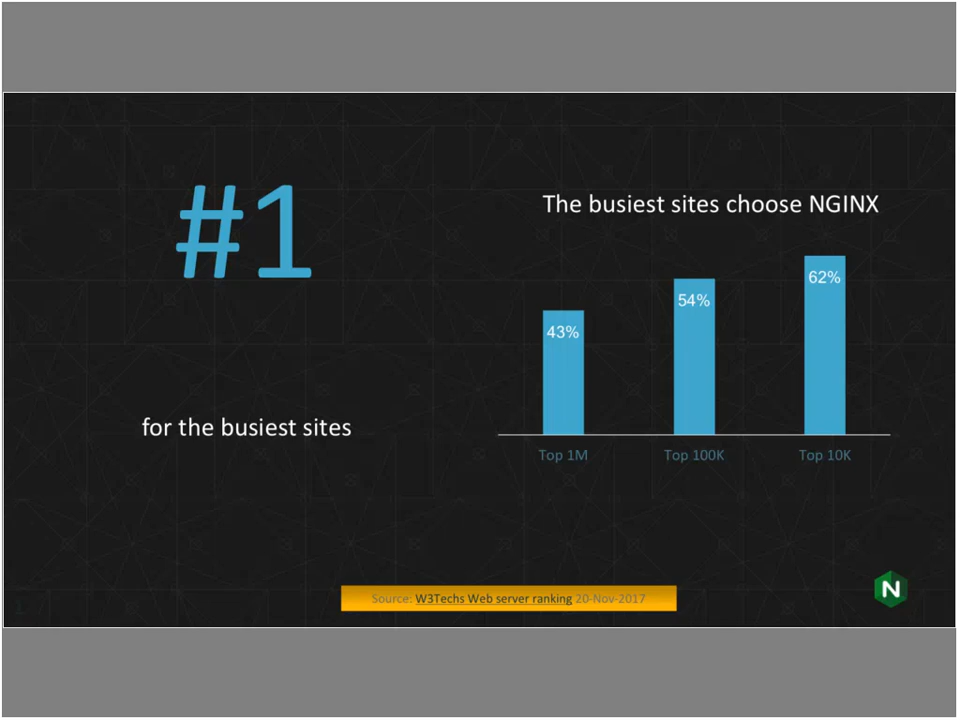 #1
for the busiest sites
The busiest sites choose NGINX
43%
54%
62%
Top 1M
Top 100K
Top 10K
Source: W3Techs Web server ranking 20-Nov-2017
N